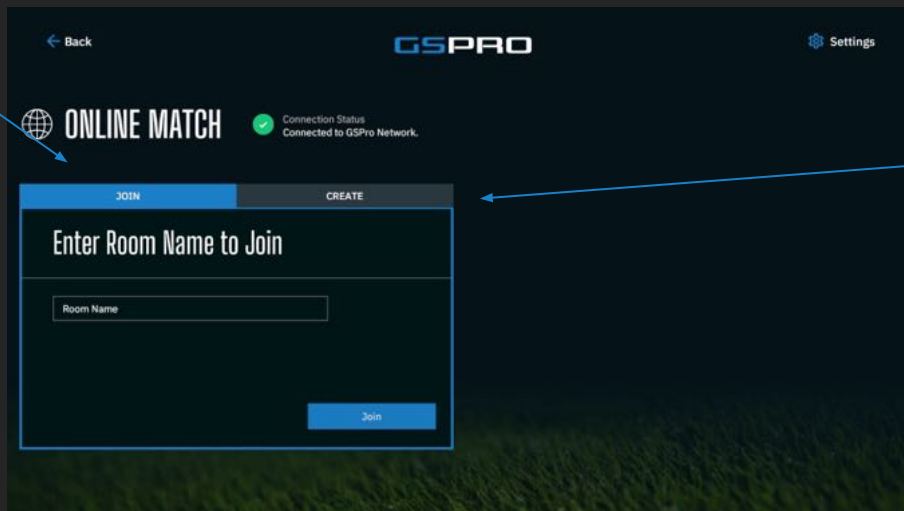 Back
GSPRO
Settings
ONLINE MATCH
Connection Status
Connected to GSPro Network.
JOIN
CREATE
Enter Room Name to Join
Room Name
Join